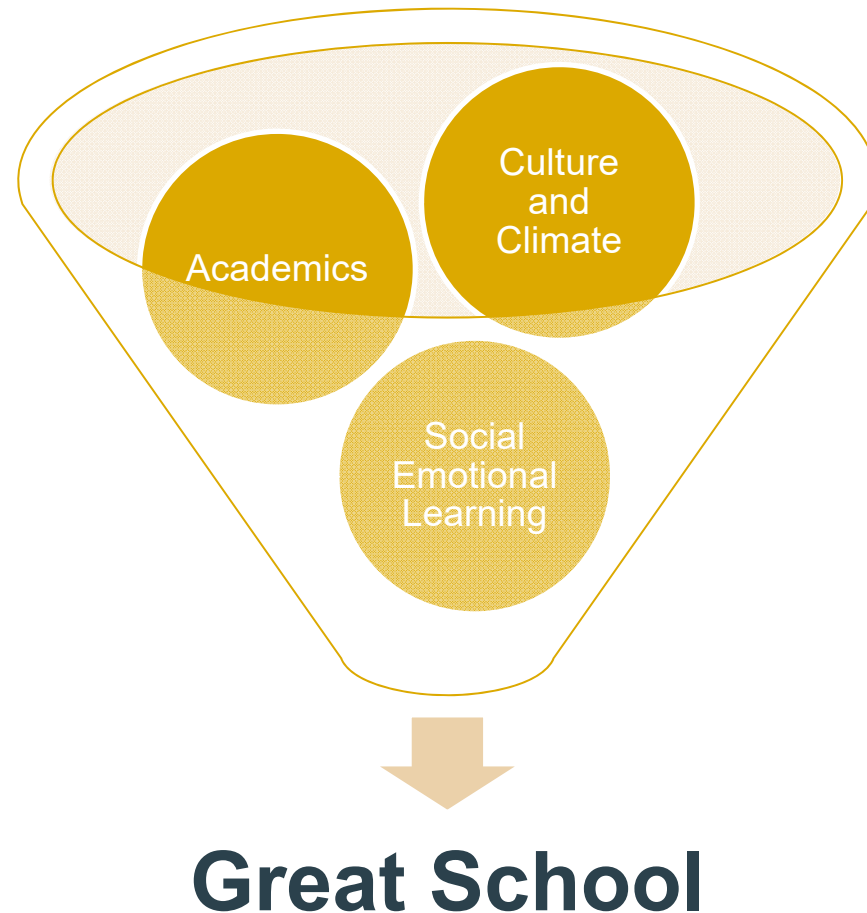 Culture
and
Climate
Academics
Social
Emotional
Learning
Great School